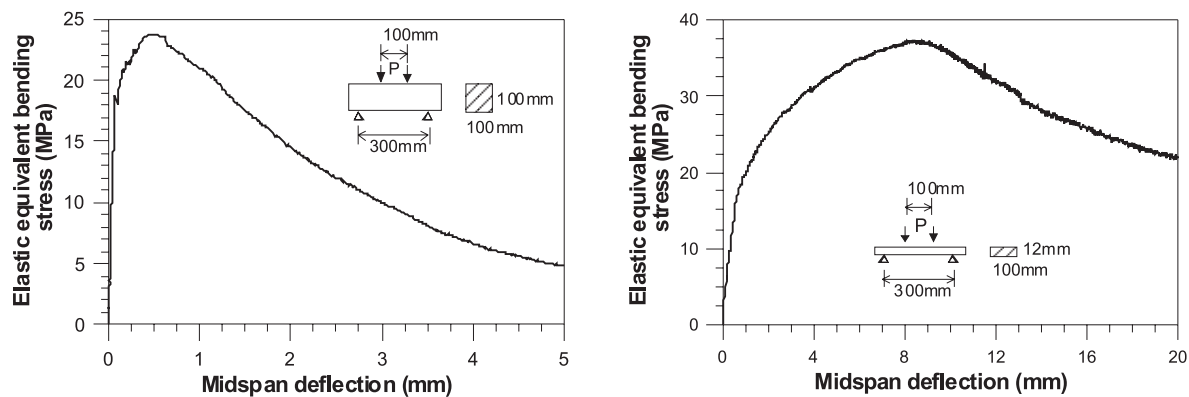 25
20
15
10
5
0
Elastic equivalent bending
stress (MPa)
100mm
P
100mm
100mm
300mm
0 1 2 3 4 5
Midspan deflection (mm)
40
30
20
10
0
Elastic equivalent bending
stress (MPa)
100mm
P
12mm
100mm
300mm
0 4 8 12 16 20
Midspan deflection (mm)